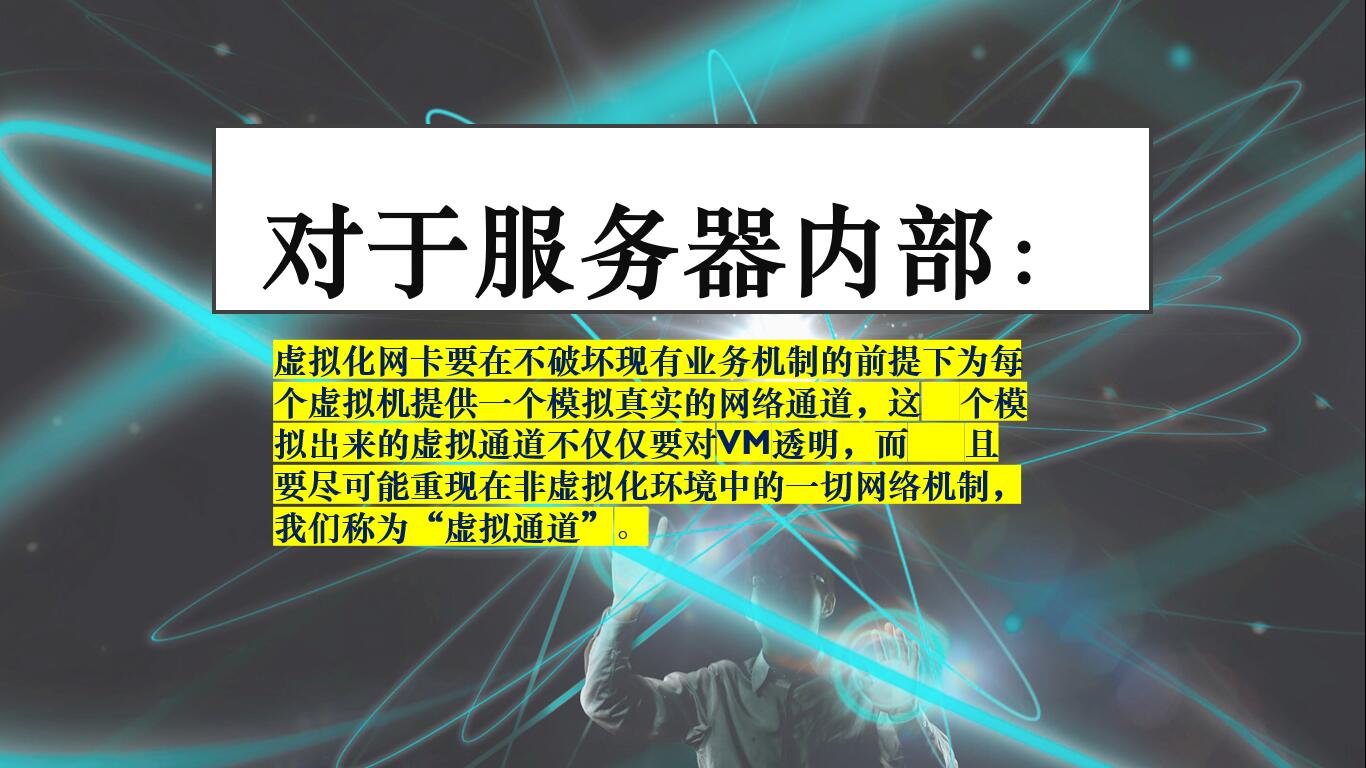 对于服务器内部：
虚拟化网卡要在不破坏现有业务机制的前提下为每
个虚拟机提供一个模拟真实的网络通道，这 个模
拟出来的虚拟通道不仅仅要对VM透明，而 且
要尽可能重现在非虚拟化环境中的一切网络机制，
我们称为“虚拟通道”。